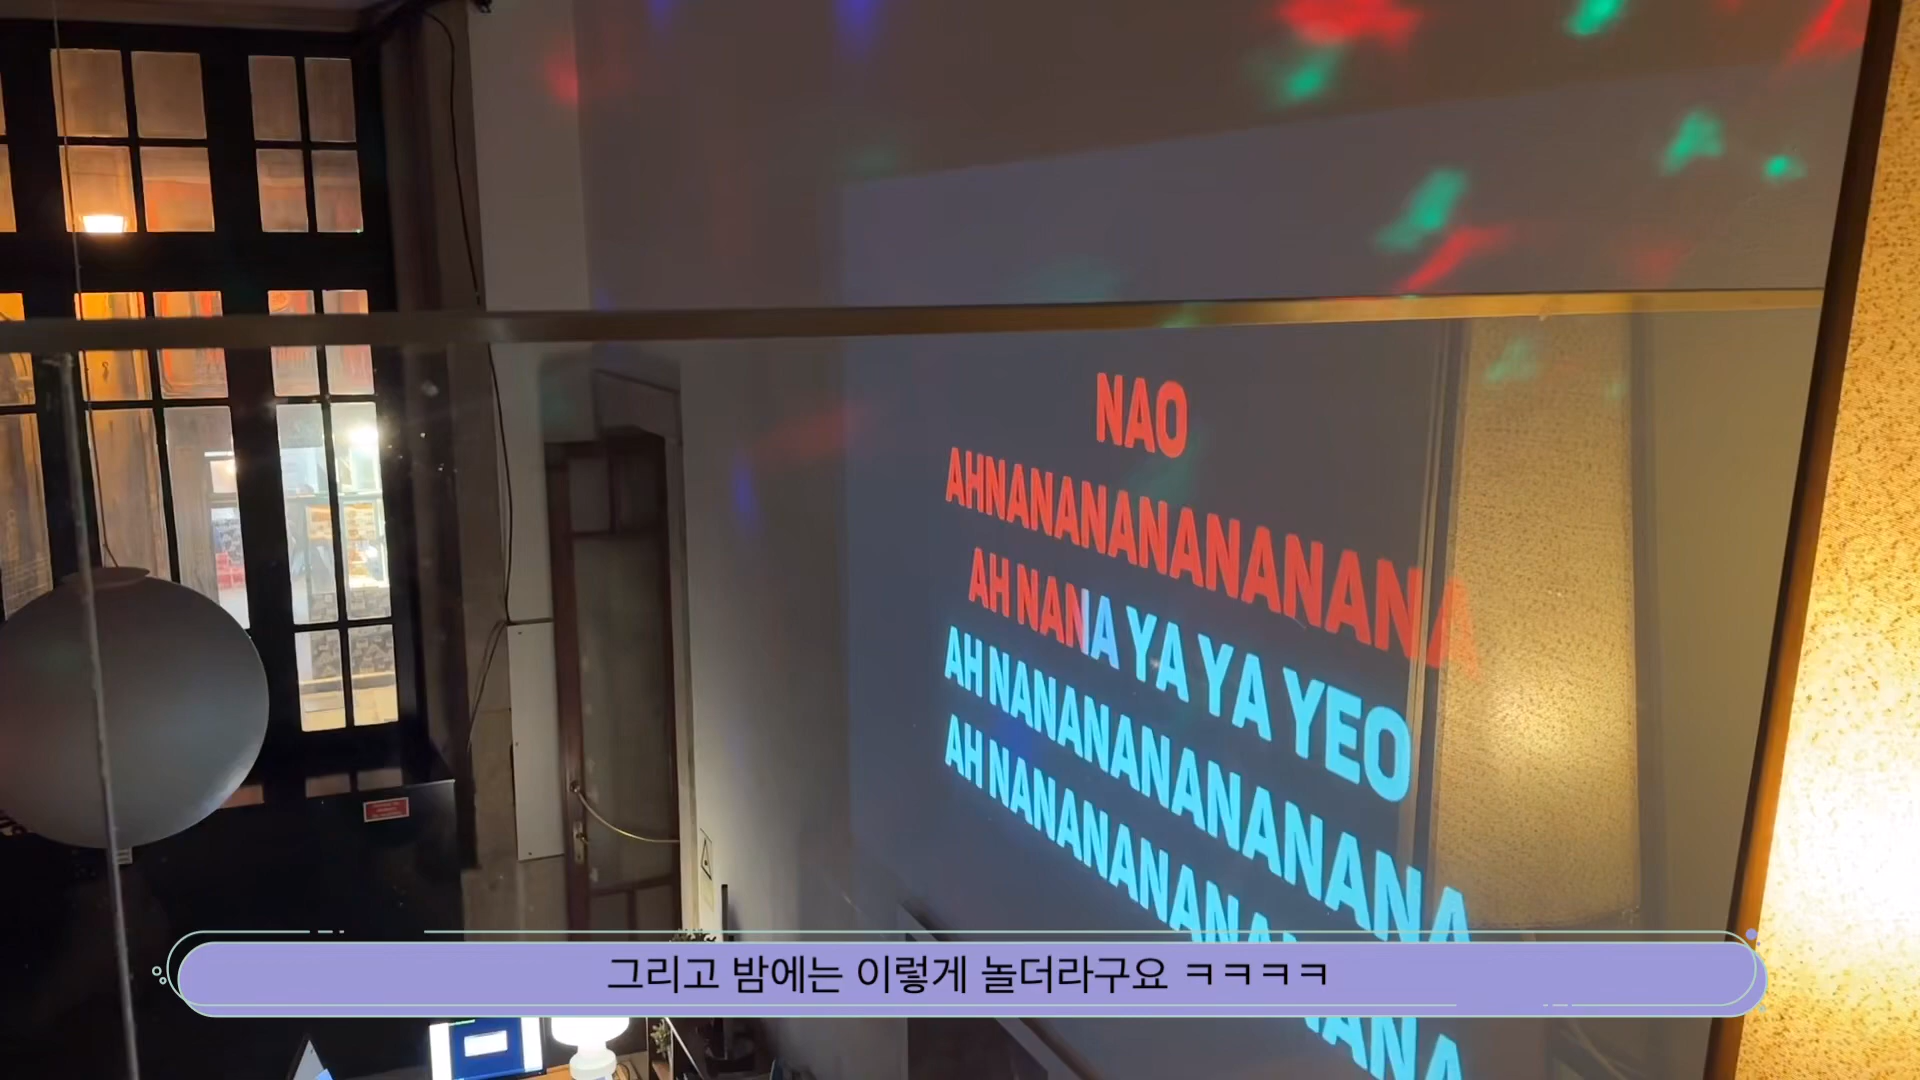 NAO
AHNANANANANANANA
AH NANA YA YA YEO
AH NANANANANANANANA
AH NANANANANANANA
그리고 밤에는 이렇게 놀더라구요 ㅋㅋㅋㅋ